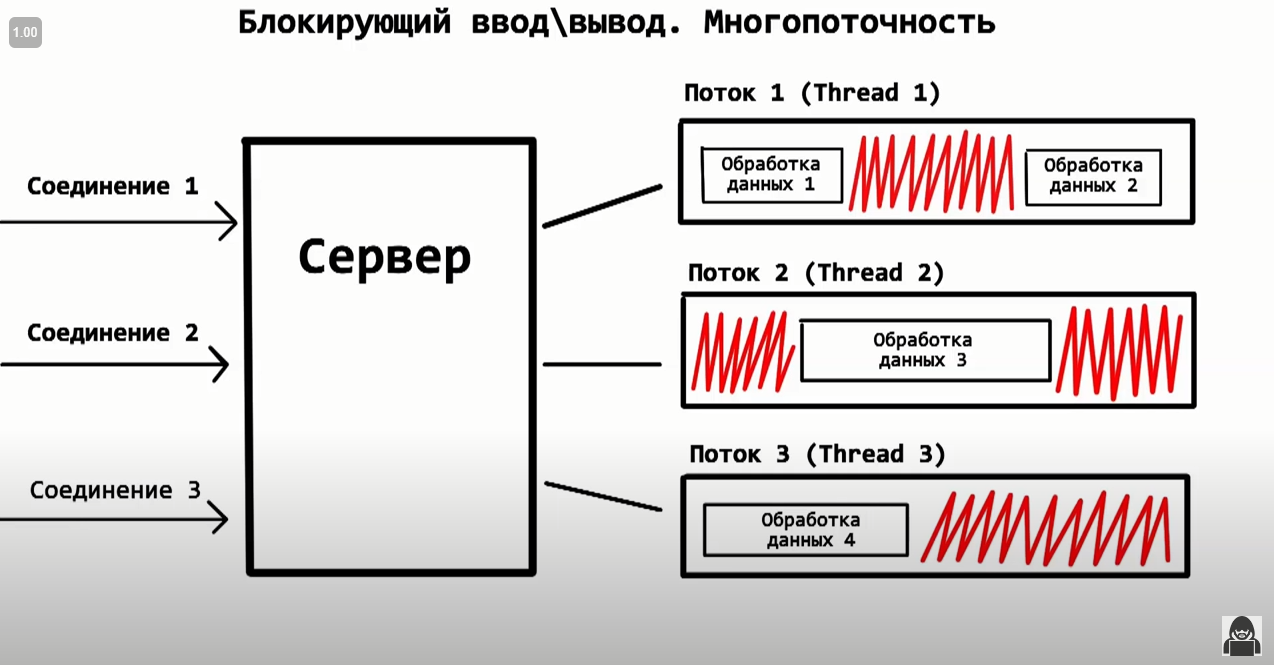 1.00
Блокирующий ввод\вывод. Многопоточность
Соединение 1
Соединение 2
Соединение 3
Сервер
Поток 1 (Thread 1)
Обработка
данных 1
Обработка
данных 2
Поток 2 (Thread 2)
Обработка
данных 3
Поток 3 (Thread 3)
Обработка
данных 4